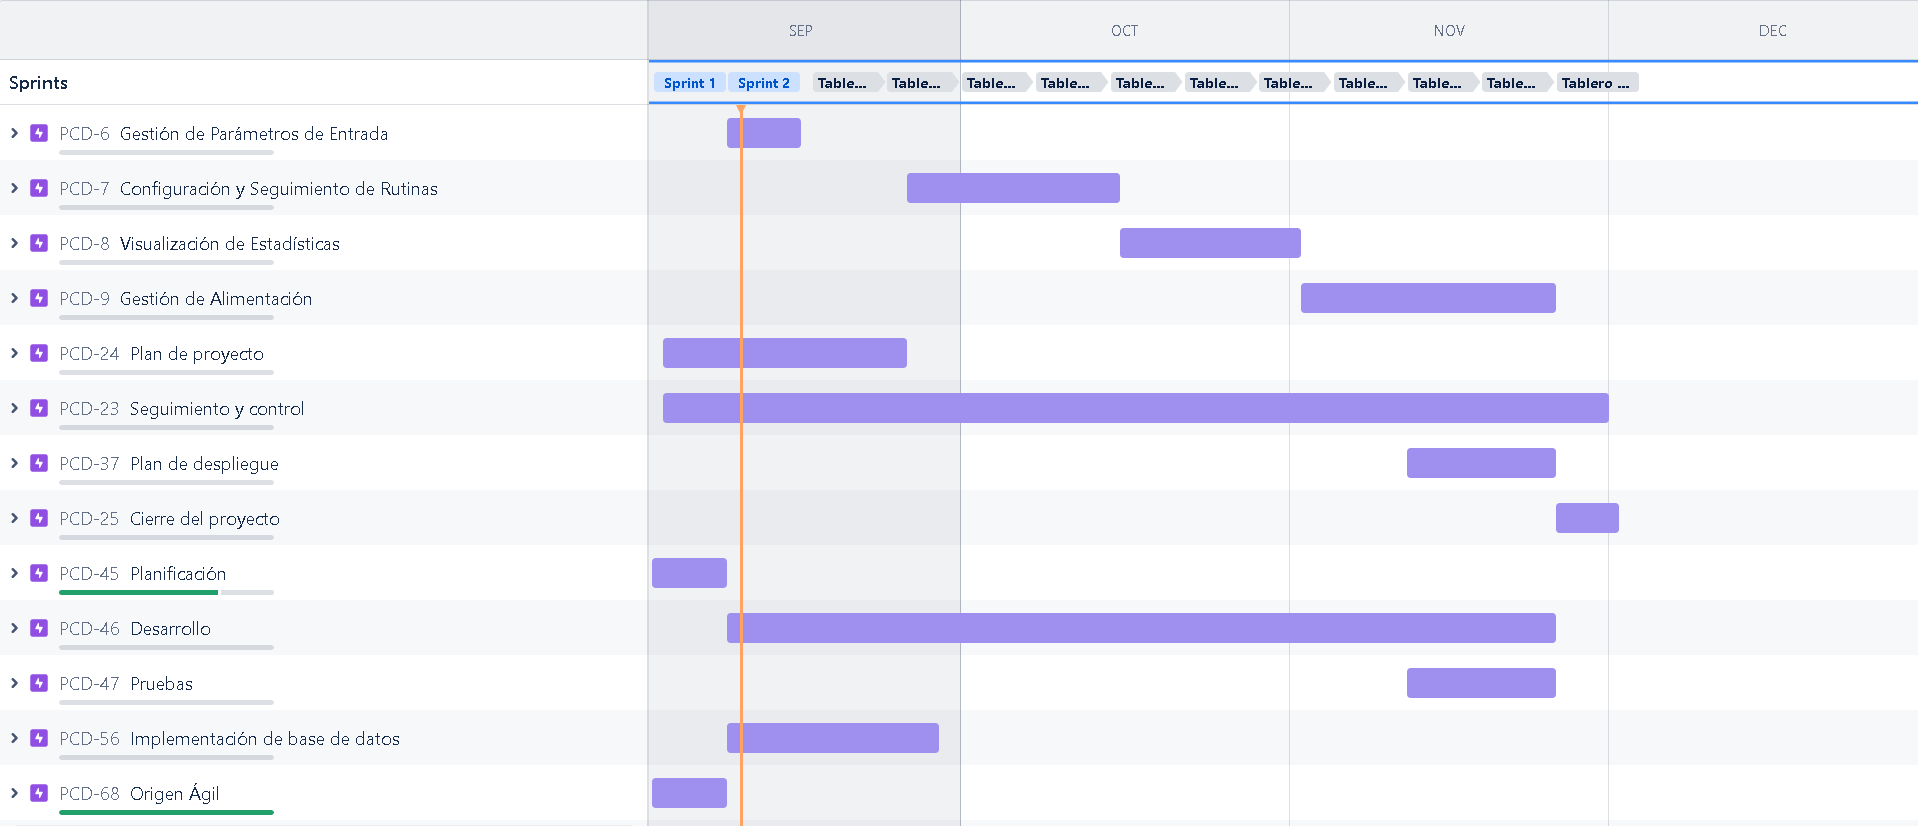 SEP OCT NOV DEC
Sprints Sprint 1 Sprint 2 Table... Table... Table... Table... Table... Table... Table... Table... Table... Table... Tablero ...
PCD-6 Gestión de Parámetros de Entrada
PCD-7 Configuración y Seguimiento de Rutinas
PCD-8 Visualización de Estadísticas
PCD-9 Gestión de Alimentación
PCD-24 Plan de proyecto
PCD-23 Seguimiento y control
PCD-37 Plan de despliegue
PCD-25 Cierre del proyecto
PCD-45 Planificación
PCD-46 Desarrollo
PCD-47 Pruebas
PCD-56 Implementación de base de datos
PCD-68 Origen Ágil